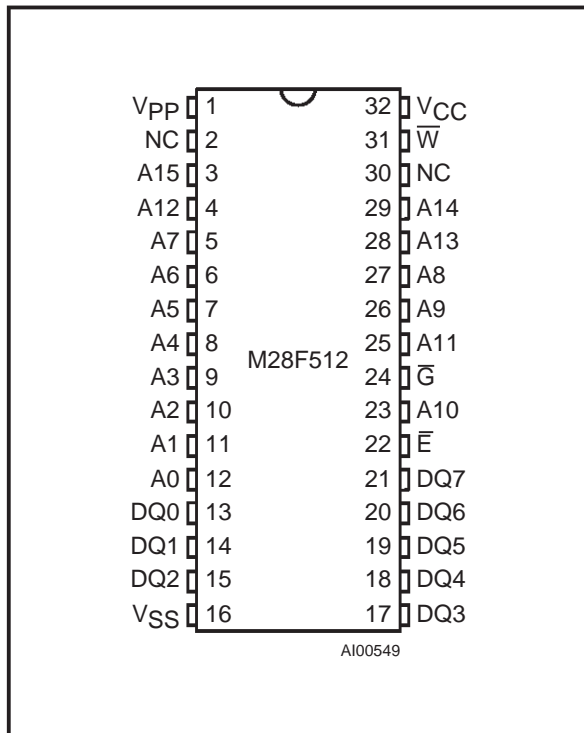 VPP 1 32 VCC
NC 2 31 W̅
A15 3 30 NC
A12 4 29 A14
A7 5 28 A13
A6 6 27 A8
A5 7 26 A9
A4 8 25 A11
M28F512
A3 9 24 G̅
A2 10 23 A10
A1 11 22 E̅
A0 12 21 DQ7
DQ0 13 20 DQ6
DQ1 14 19 DQ5
DQ2 15 18 DQ4
VSS 16 17 DQ3
AI00549